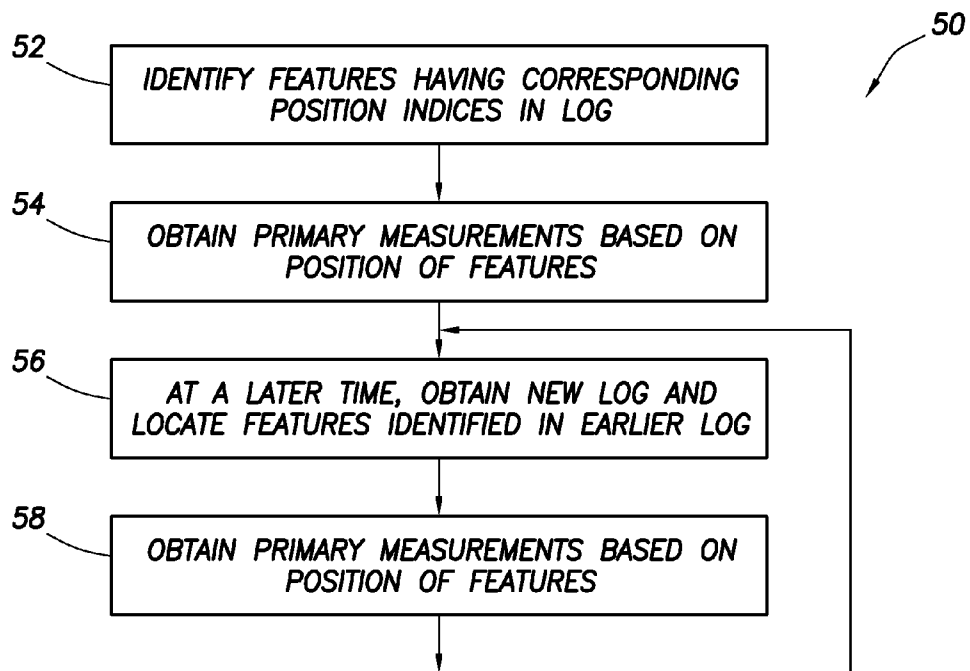 50
52
IDENTIFY FEATURES HAVING CORRESPONDING
POSITION INDICES IN LOG
54
OBTAIN PRIMARY MEASUREMENTS BASED ON
POSITION OF FEATURES
56
AT A LATER TIME, OBTAIN NEW LOG AND
LOCATE FEATURES IDENTIFIED IN EARLIER LOG
58
OBTAIN PRIMARY MEASUREMENTS BASED ON
POSITION OF FEATURES